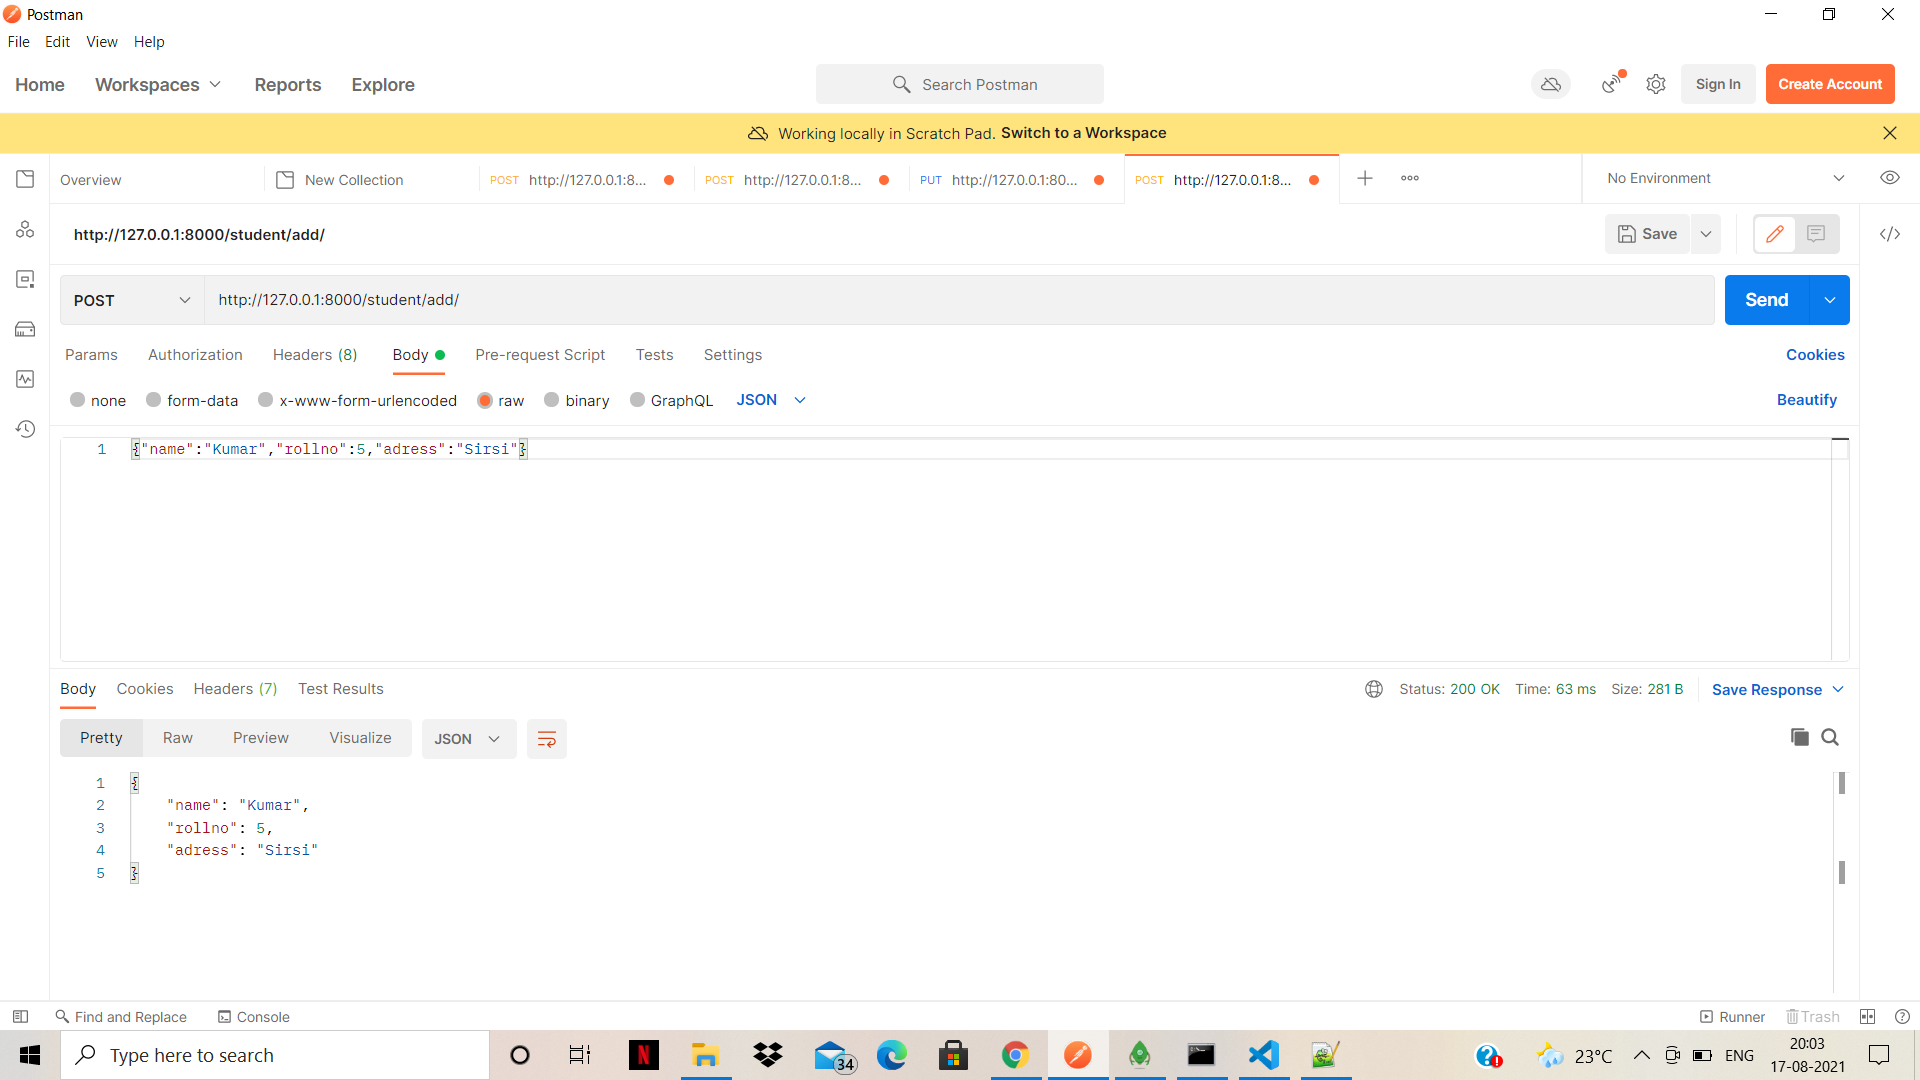 Postman
File Edit View Help
Home Workspaces Reports Explore Search Postman Sign In Create Account
Working locally in Scratch Pad. Switch to a Workspace
Overview New Collection POST http://127.0.0.1:8... POST http://127.0.0.1:8... PUT http://127.0.0.1:80... POST http://127.0.0.1:8... No Environment
http://127.0.0.1:8000/student/add/ Save
POST http://127.0.0.1:8000/student/add/ Send
Params Authorization Headers (8) Body Pre-request Script Tests Settings Cookies
none form-data x-www-form-urlencoded raw binary GraphQL JSON Beautify
1 {"name":"Kumar","rollno":5,"adress":"Sirsi"}
Body Cookies Headers (7) Test Results Status: 200 OK Time: 63 ms Size: 281 B Save Response
Pretty Raw Preview Visualize JSON
1 {
2 "name": "Kumar",
3 "rollno": 5,
4 "adress": "Sirsi"
5 }
Find and Replace Console Runner Trash
Type here to search 34 23°C ENG 20:03
17-08-2021